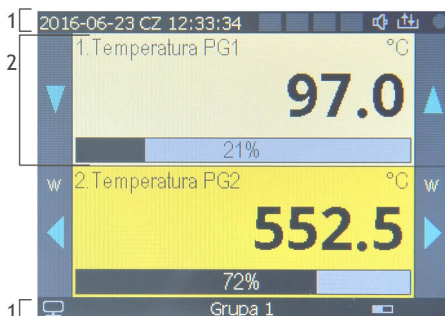 1
2016-06-23 CZ 12:33:34
2
1.Temperatura PG1 °C
97.0
21%
W W
2.Temperatura PG2 °C
552.5
72%
1
Grupa 1